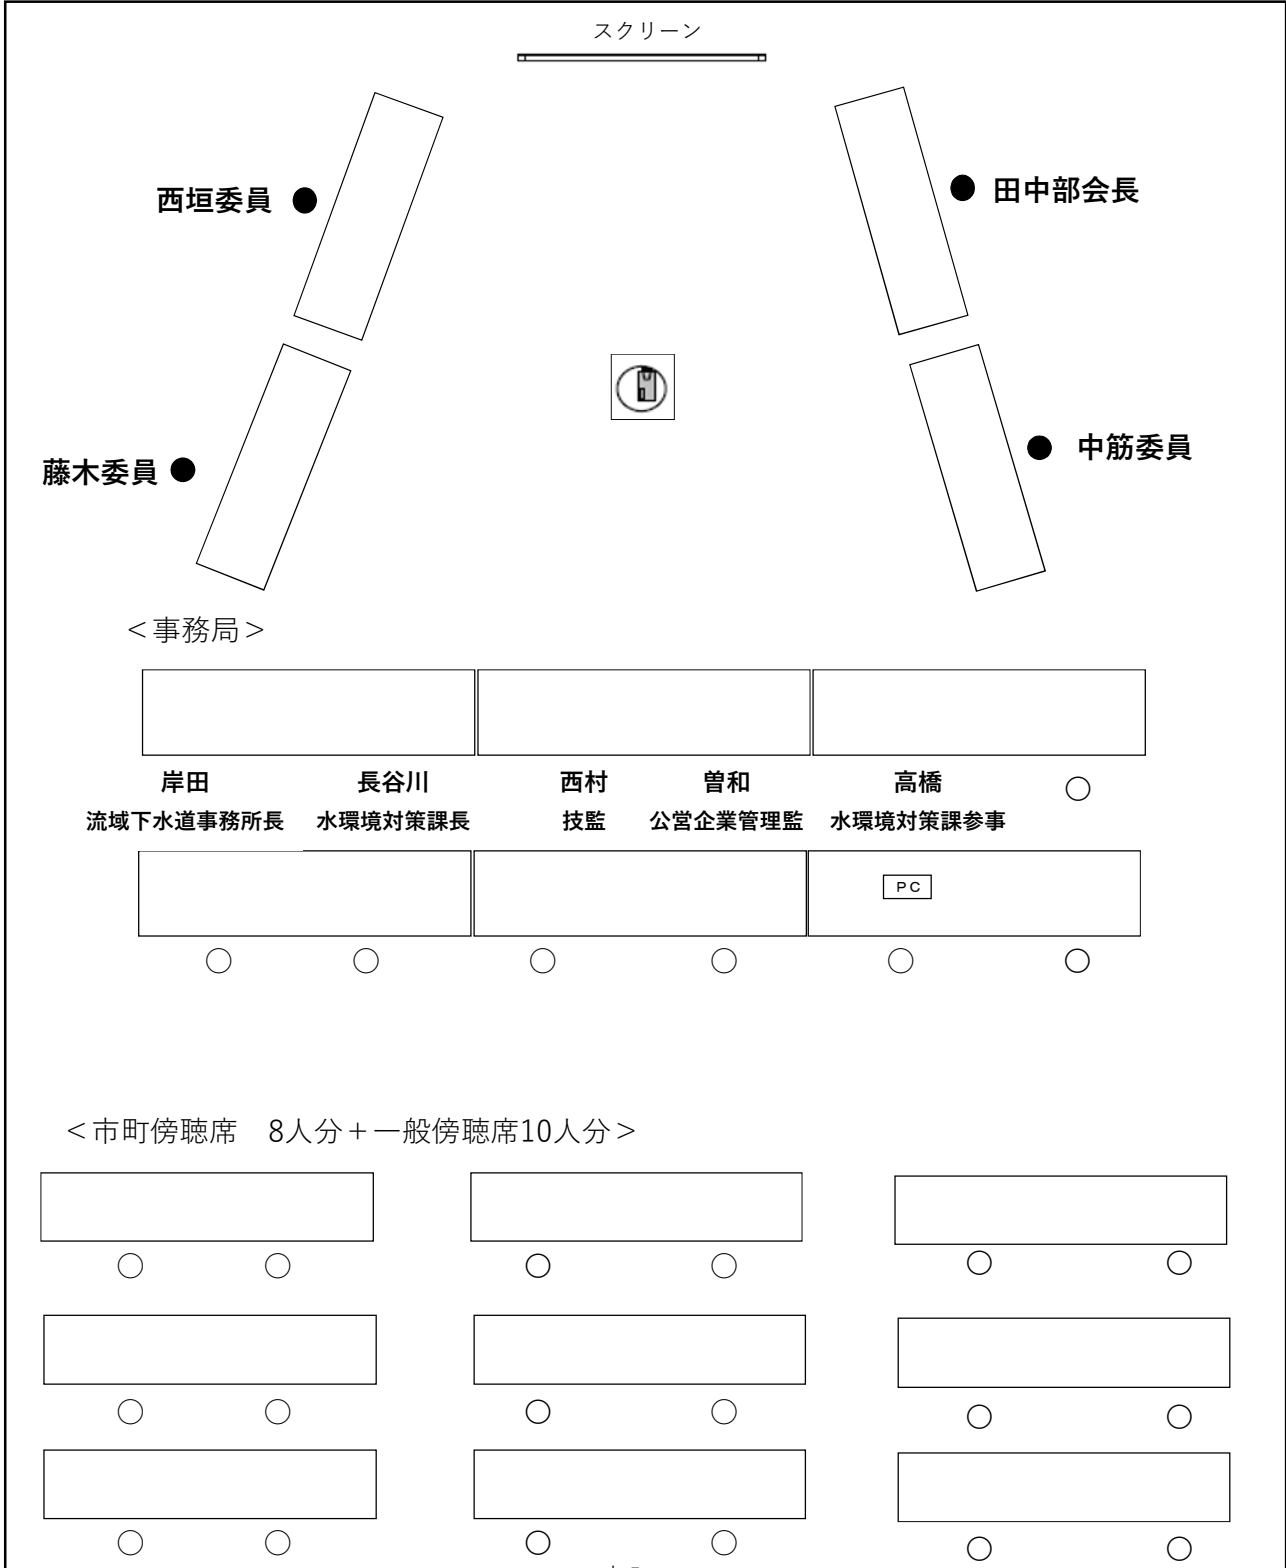 スクリーン
西垣委員
田中部会長
藤木委員
中筋委員
＜事務局＞
岸田 長谷川 西村 曽和 高橋
流域下水道事務所長 水環境対策課長 技監 公営企業管理監 水環境対策課参事
PC
＜市町傍聴席　8人分＋一般傍聴席10人分＞